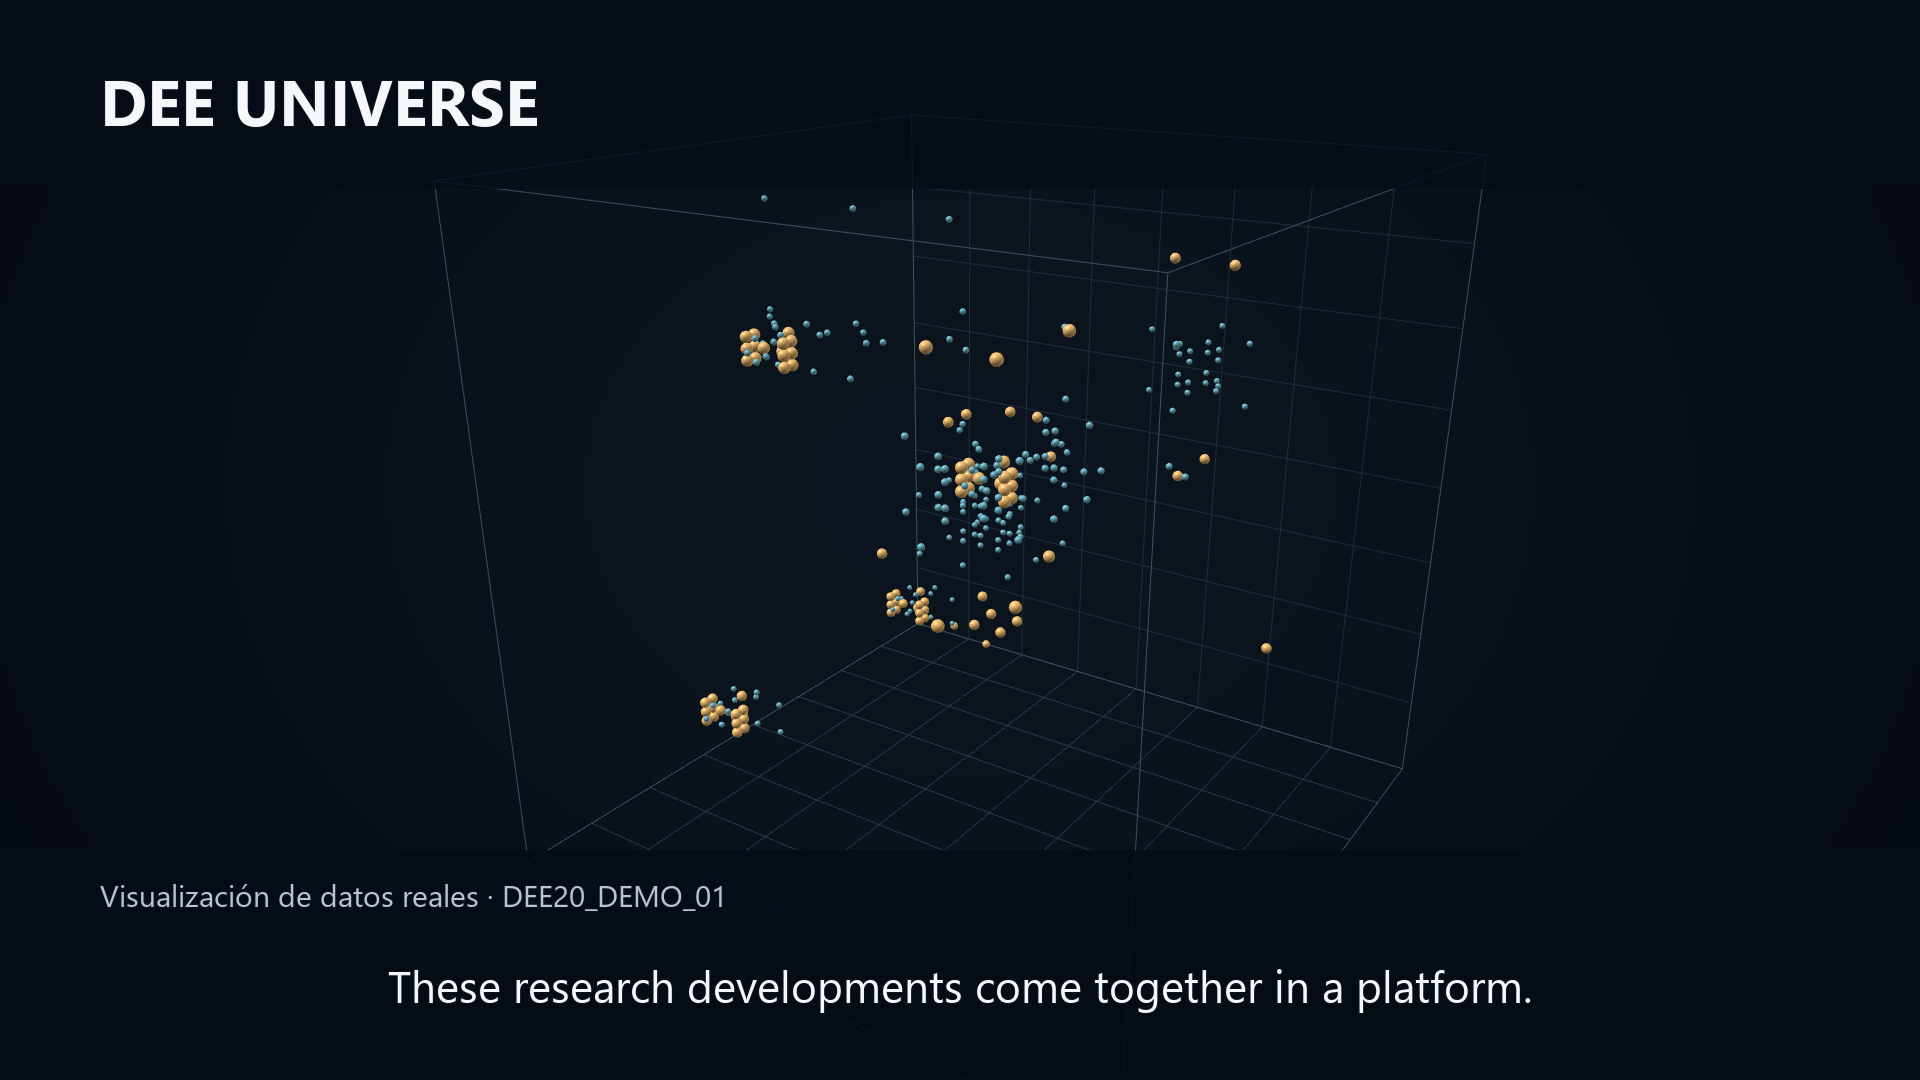 DEE UNIVERSE
Visualización de datos reales · DEE20_DEMO_01
These research developments come together in a platform.